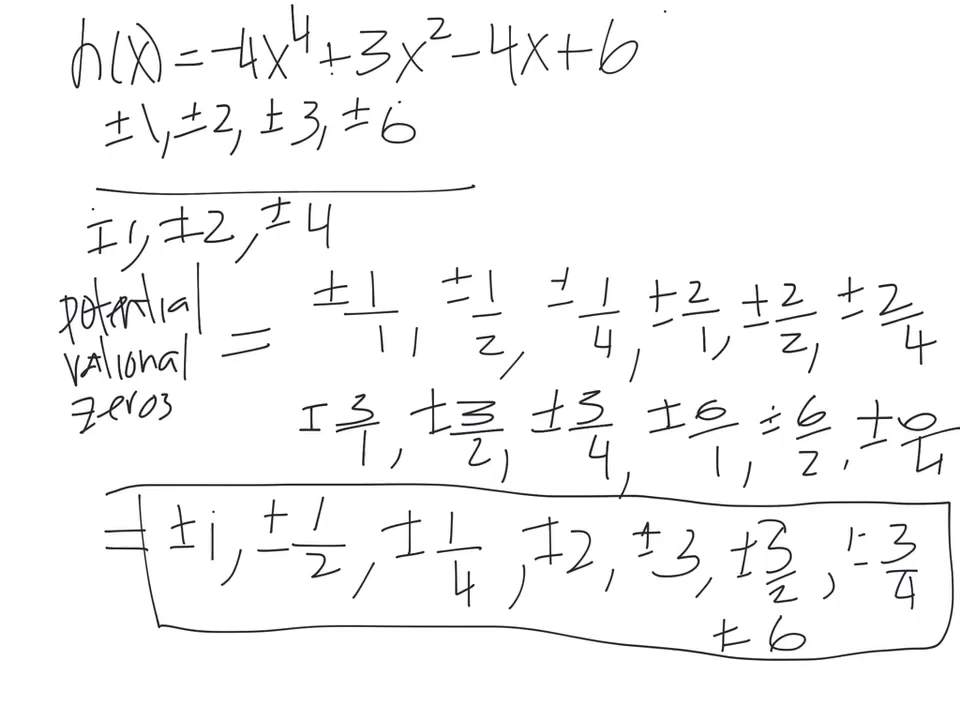 h(x) = -4x⁴ + 3x² - 4x + 6
±1, ±2, ±3, ±6
±1, ±2, ±4
potential rational zeros = ±1/1, ±1/2, ±1/4, ±2/1, ±2/2, ±2/4
±3/1, ±3/2, ±3/4, ±6/1, ±6/2, ±6/4
= ±1, ±1/2, ±1/4, ±2, ±3, ±3/2, ±3/4
±6